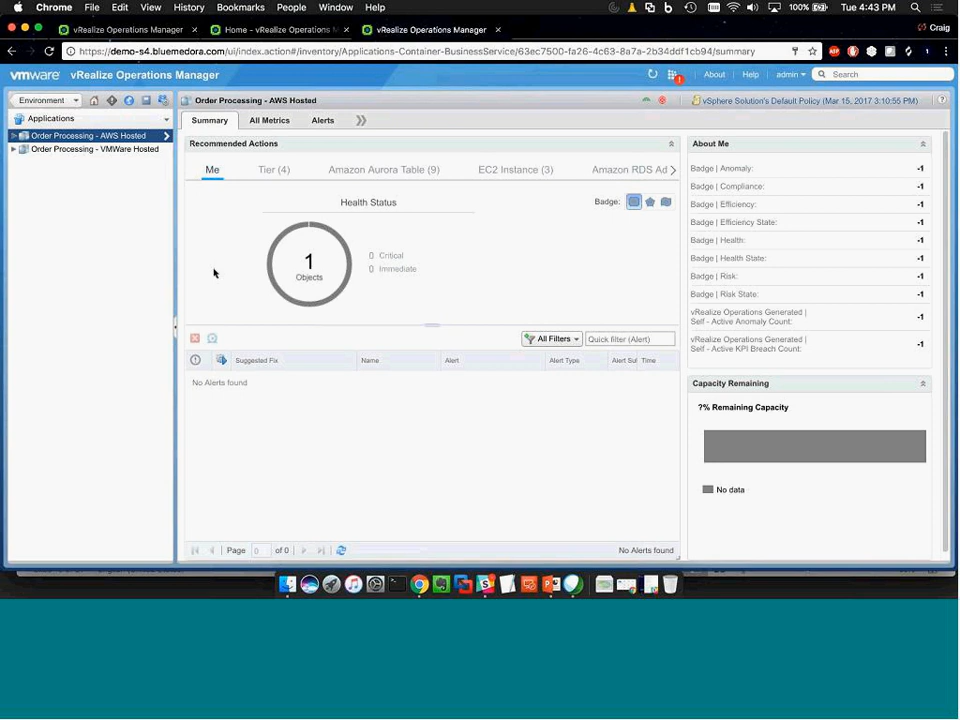 Chrome File Edit View History Bookmarks People Window Help 100% Tue 4:43 PM
vRealize Operations Manager × Home - vRealize Operations M × vRealize Operations Manager × Craig
https://demo-s4.bluemedora.com/ui/index.action#/inventory/Applications-Container-BusinessService/63ec7500-fa26-4c63-8a7a-2b34ddf1cb94/summary
vmware vRealize Operations Manager 1 About Help admin Search
Environment Order Processing - AWS Hosted vSphere Solution's Default Policy (Mar 15, 2017 3:10:55 PM)
Applications
Order Processing - AWS Hosted
Order Processing - VMWare Hosted
Summary All Metrics Alerts
Recommended Actions
Me Tier (4) Amazon Aurora Table (9) EC2 Instance (3) Amazon RDS Ad
Health Status
Badge:
1
Objects
0 Critical
0 Immediate
All Filters Quick filter (Alert)
Suggested Fix Name Alert Alert Type Alert Sul Time
No Alerts found
Page 0 of 0 No Alerts found
About Me
Badge | Anomaly: -1
Badge | Compliance: -1
Badge | Efficiency: -1
Badge | Efficiency State: -1
Badge | Health: -1
Badge | Health State: -1
Badge | Risk: -1
Badge | Risk State: -1
vRealize Operations Generated |
Self - Active Anomaly Count: -1
vRealize Operations Generated |
Self - Active KPI Breach Count: -1
Capacity Remaining
?% Remaining Capacity
No data